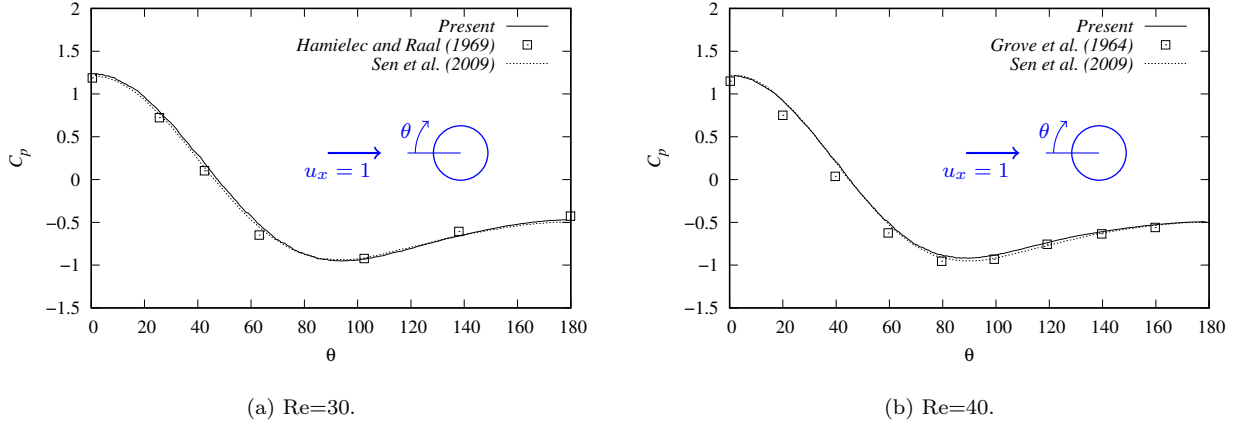 2
1.5
1
0.5
0
−0.5
−1
−1.5
C_p
Present
Hamielec and Raal (1969)
Sen et al. (2009)
θ
u_x = 1
0 20 40 60 80 100 120 140 160 180
θ
(a) Re=30.
2
1.5
1
0.5
0
−0.5
−1
−1.5
C_p
Present
Grove et al. (1964)
Sen et al. (2009)
θ
u_x = 1
0 20 40 60 80 100 120 140 160 180
θ
(b) Re=40.